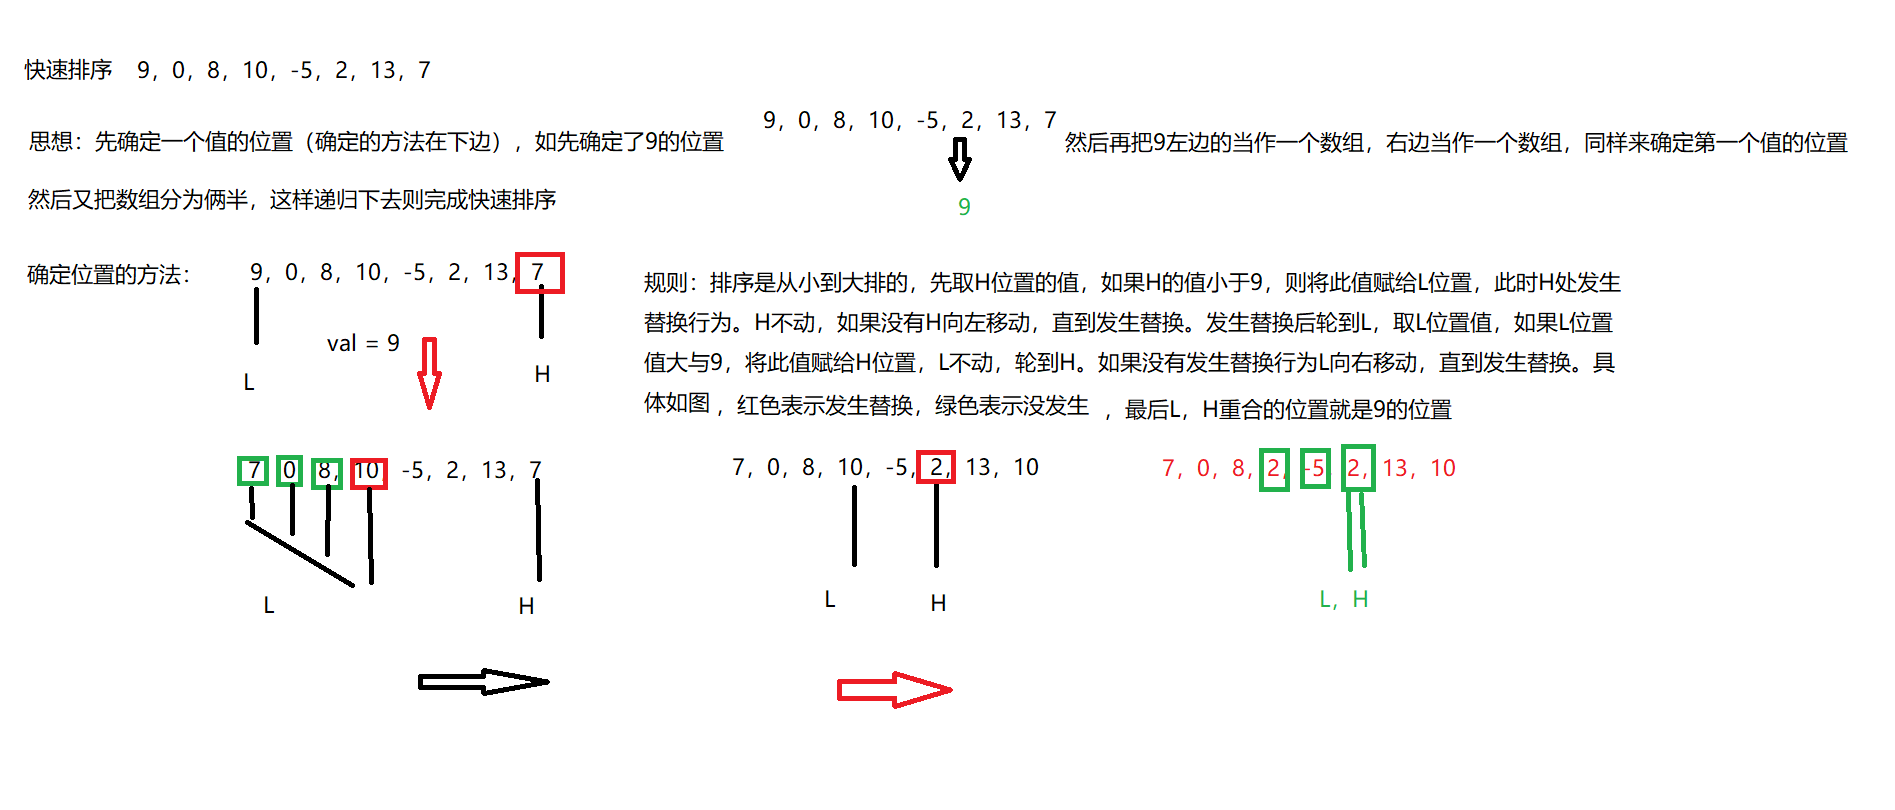 快速排序 9，0，8，10，-5，2，13，7
9，0，8，10，-5，2，13，7
思想：先确定一个值的位置（确定的方法在下边），如先确定了9的位置
然后再把9左边的当作一个数组，右边当作一个数组，同样来确定第一个值的位置
9
然后又把数组分为俩半，这样递归下去则完成快速排序
确定位置的方法：
9，0，8，10，-5，2，13，7
val = 9
L
H
规则：排序是从小到大排的，先取H位置的值，如果H的值小于9，则将此值赋给L位置，此时H处发生
替换行为。H不动，如果没有H向左移动，直到发生替换。发生替换后轮到L，取L位置值，如果L位置
值大与9，将此值赋给H位置，L不动，轮到H。如果没有发生替换行为L向右移动，直到发生替换。具
体如图 ，红色表示发生替换，绿色表示没发生 ，最后L，H重合的位置就是9的位置
7 0 8，10，-5，2，13，7
L
H
7，0，8，10，-5，2，13，10
L
H
7，0，8，2，-5 2，13，10
L，H